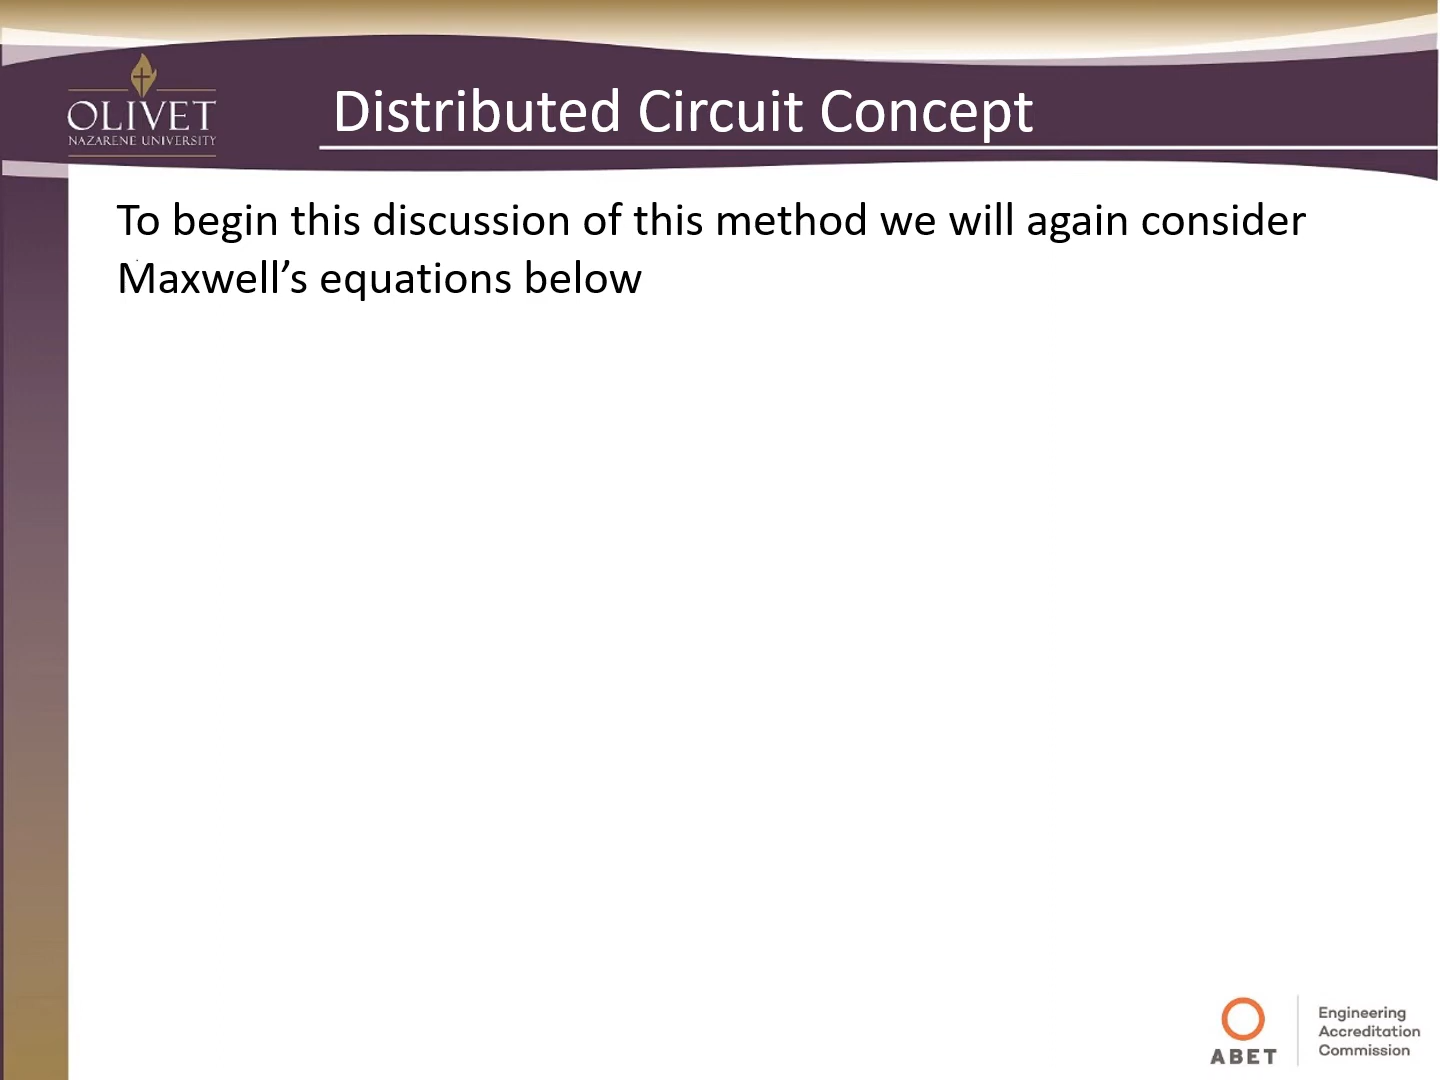 OLIVET
NAZARENE UNIVERSITY
Distributed Circuit Concept
To begin this discussion of this method we will again consider
Maxwell’s equations below
ABET
Engineering
Accreditation
Commission